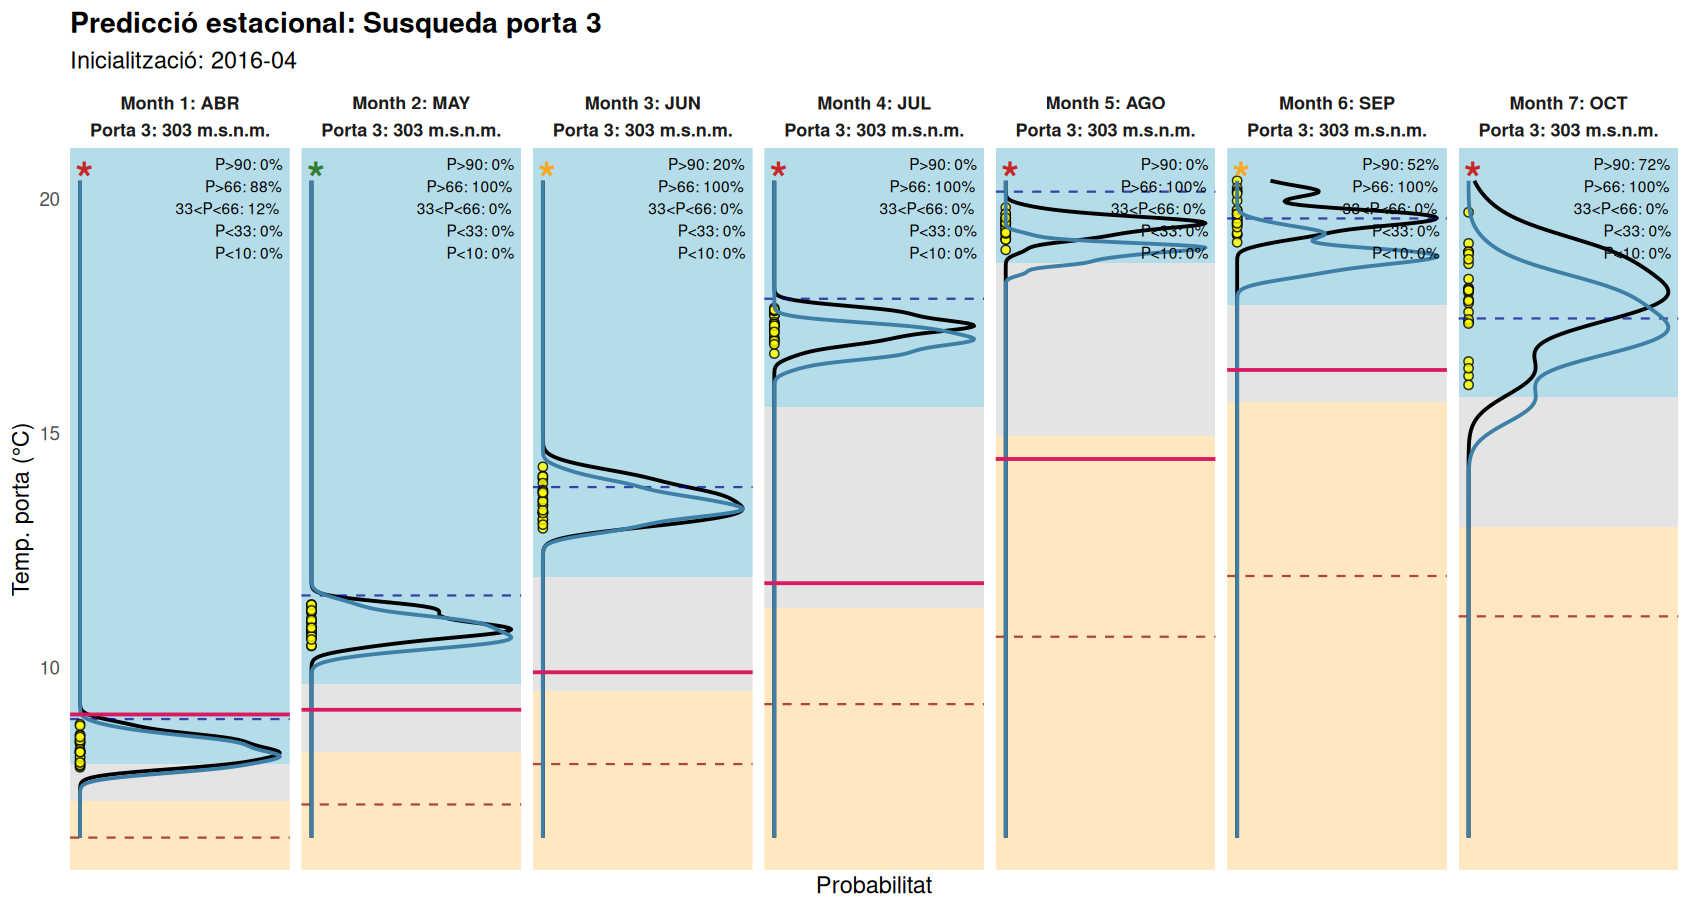 Predicció estacional: Susqueda porta 3
Inicialització: 2016-04
Month 1: ABR
Porta 3: 303 m.s.n.m.
Month 2: MAY
Porta 3: 303 m.s.n.m.
Month 3: JUN
Porta 3: 303 m.s.n.m.
Month 4: JUL
Porta 3: 303 m.s.n.m.
Month 5: AGO
Porta 3: 303 m.s.n.m.
Month 6: SEP
Porta 3: 303 m.s.n.m.
Month 7: OCT
Porta 3: 303 m.s.n.m.
Temp. porta (°C)
20
15
10
*
P>90: 0%
P>66: 88%
33<P<66: 12%
P<33: 0%
P<10: 0%
*
P>90: 0%
P>66: 100%
33<P<66: 0%
P<33: 0%
P<10: 0%
*
P>90: 20%
P>66: 100%
33<P<66: 0%
P<33: 0%
P<10: 0%
*
P>90: 0%
P>66: 100%
33<P<66: 0%
P<33: 0%
P<10: 0%
*
P>90: 0%
P>66: 100%
33<P<66: 0%
P<33: 0%
P<10: 0%
*
P>90: 52%
P>66: 100%
33<P<66: 0%
P<33: 0%
P<10: 0%
*
P>90: 72%
P>66: 100%
33<P<66: 0%
P<33: 0%
P<10: 0%
Probabilitat